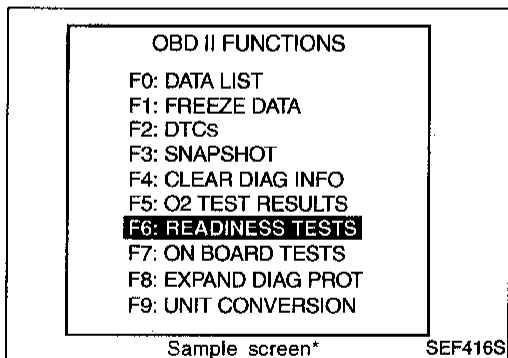 OBD II FUNCTIONS
F0: DATA LIST
F1: FREEZE DATA
F2: DTCs
F3: SNAPSHOT
F4: CLEAR DIAG INFO
F5: O2 TEST RESULTS
F6: READINESS TESTS
F7: ON BOARD TESTS
F8: EXPAND DIAG PROT
F9: UNIT CONVERSION
Sample screen* SEF416S